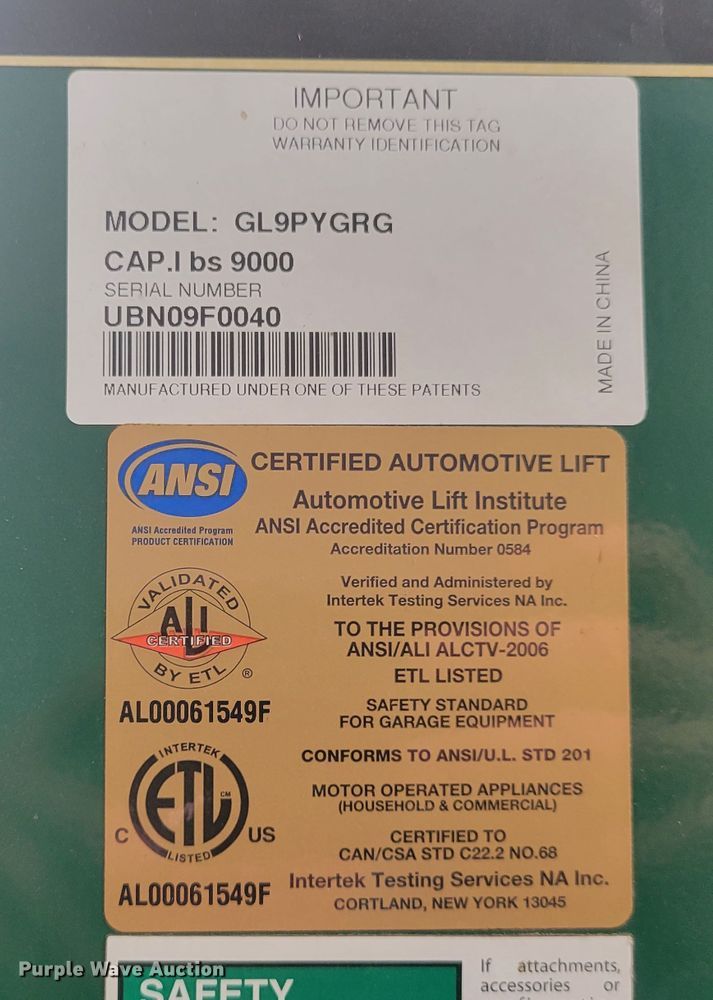 IMPORTANT
DO NOT REMOVE THIS TAG
WARRANTY IDENTIFICATION
MODEL: GL9PYGRG
CAP.l bs 9000
SERIAL NUMBER
UBN09F0040
MANUFACTURED UNDER ONE OF THESE PATENTS
MADE IN CHINA
ANSI
ANSI Accredited Program
PRODUCT CERTIFICATION
CERTIFIED AUTOMOTIVE LIFT
Automotive Lift Institute
ANSI Accredited Certification Program
Accreditation Number 0584
Verified and Administered by
Intertek Testing Services NA Inc.
TO THE PROVISIONS OF
ANSI/ALI ALCTV-2006
ETL LISTED
SAFETY STANDARD
FOR GARAGE EQUIPMENT
CONFORMS TO ANSI/U.L. STD 201
MOTOR OPERATED APPLIANCES
(HOUSEHOLD & COMMERCIAL)
CERTIFIED TO
CAN/CSA STD C22.2 NO.68
Intertek Testing Services NA Inc.
CORTLAND, NEW YORK 13045
VALIDATED
ALI
CERTIFIED
BY ETL ®
AL00061549F
INTERTEK
ETL CM
C US
LISTED
AL00061549F
SAFETY
If attachments,
accessories or
Purple Wave Auction